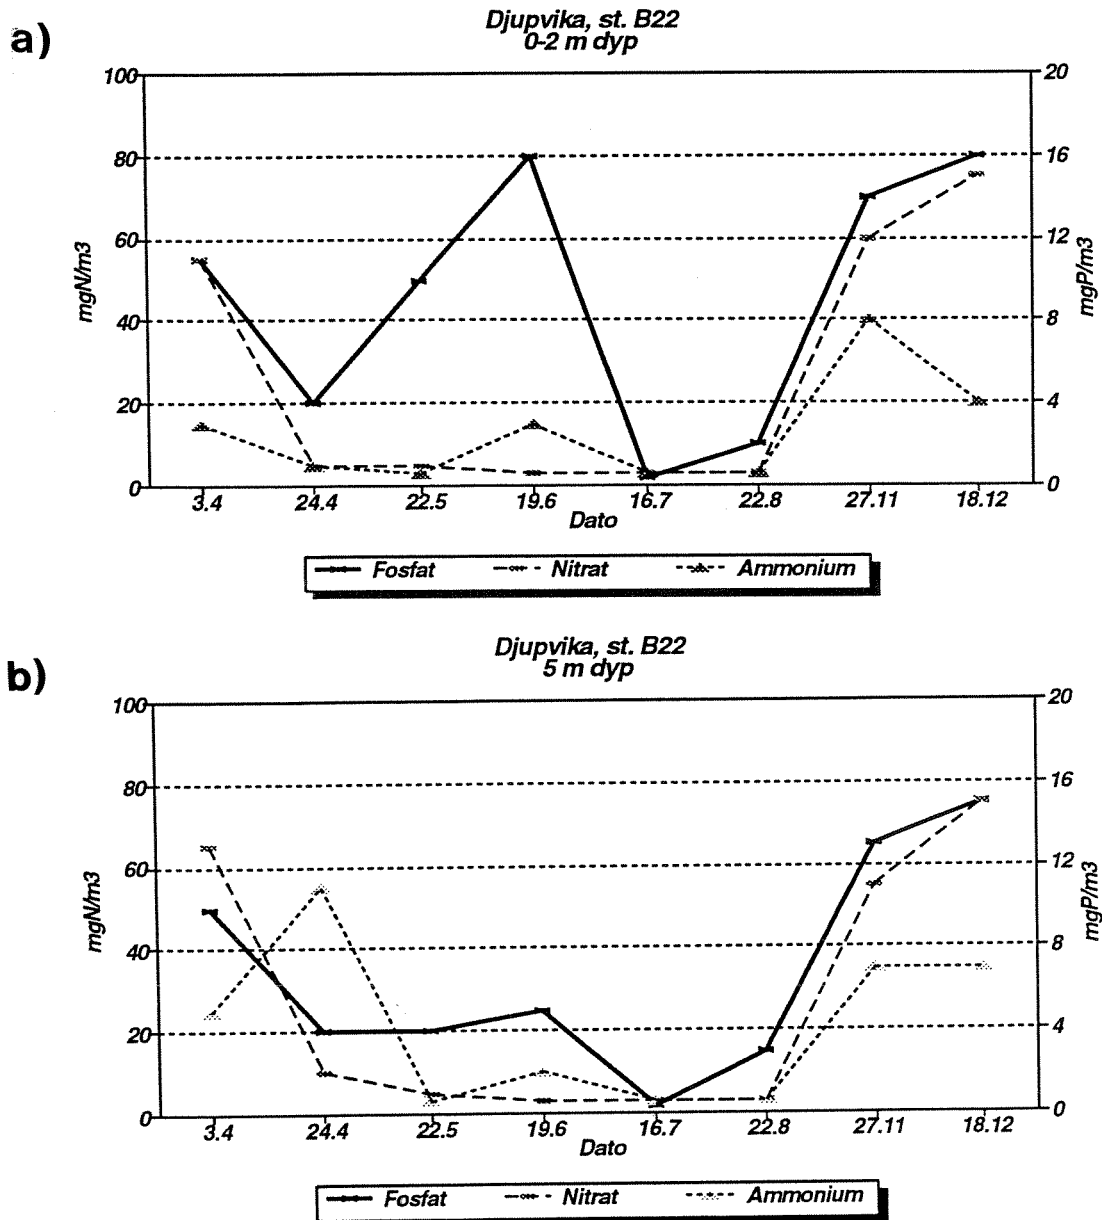 a)
Djupvika, st. B22
0-2 m dyp
100
80
60
40
20
0
mgN/m3
20
16
12
8
4
0
mgP/m3
3.4 24.4 22.5 19.6 16.7 22.8 27.11 18.12
Dato
Fosfat Nitrat Ammonium
b)
Djupvika, st. B22
5 m dyp
100
80
60
40
20
0
mgN/m3
20
16
12
8
4
0
mgP/m3
3.4 24.4 22.5 19.6 16.7 22.8 27.11 18.12
Dato
Fosfat Nitrat Ammonium